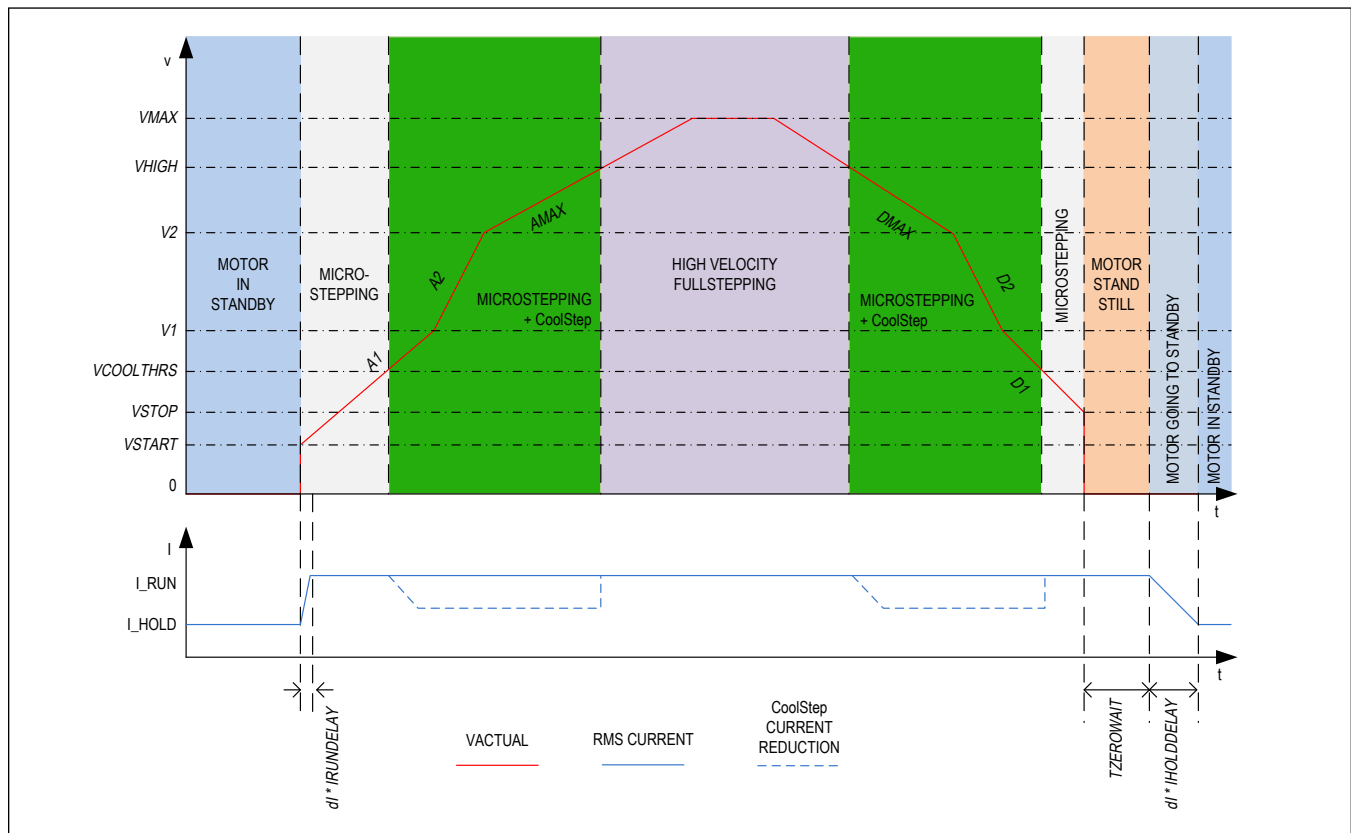 v
VMAX
VHIGH
V2
V1
VCOOLTHRS
VSTOP
VSTART
0
MOTOR
IN
STANDBY
MICRO-
STEPPING
A1
A2
AMAX
MICROSTEPPING
+ CoolStep
HIGH VELOCITY
FULLSTEPPING
DMAX
D2
MICROSTEPPING
+ CoolStep
D1
MICROSTEPPING
MOTOR
STAND
STILL
MOTOR GOING TO STANDBY
MOTOR IN STANDBY
t
I
I_RUN
I_HOLD
t
dI * IRUNDELAY
TZEROWAIT
dI * IHOLDDELAY
VACTUAL
RMS CURRENT
CoolStep
CURRENT
REDUCTION